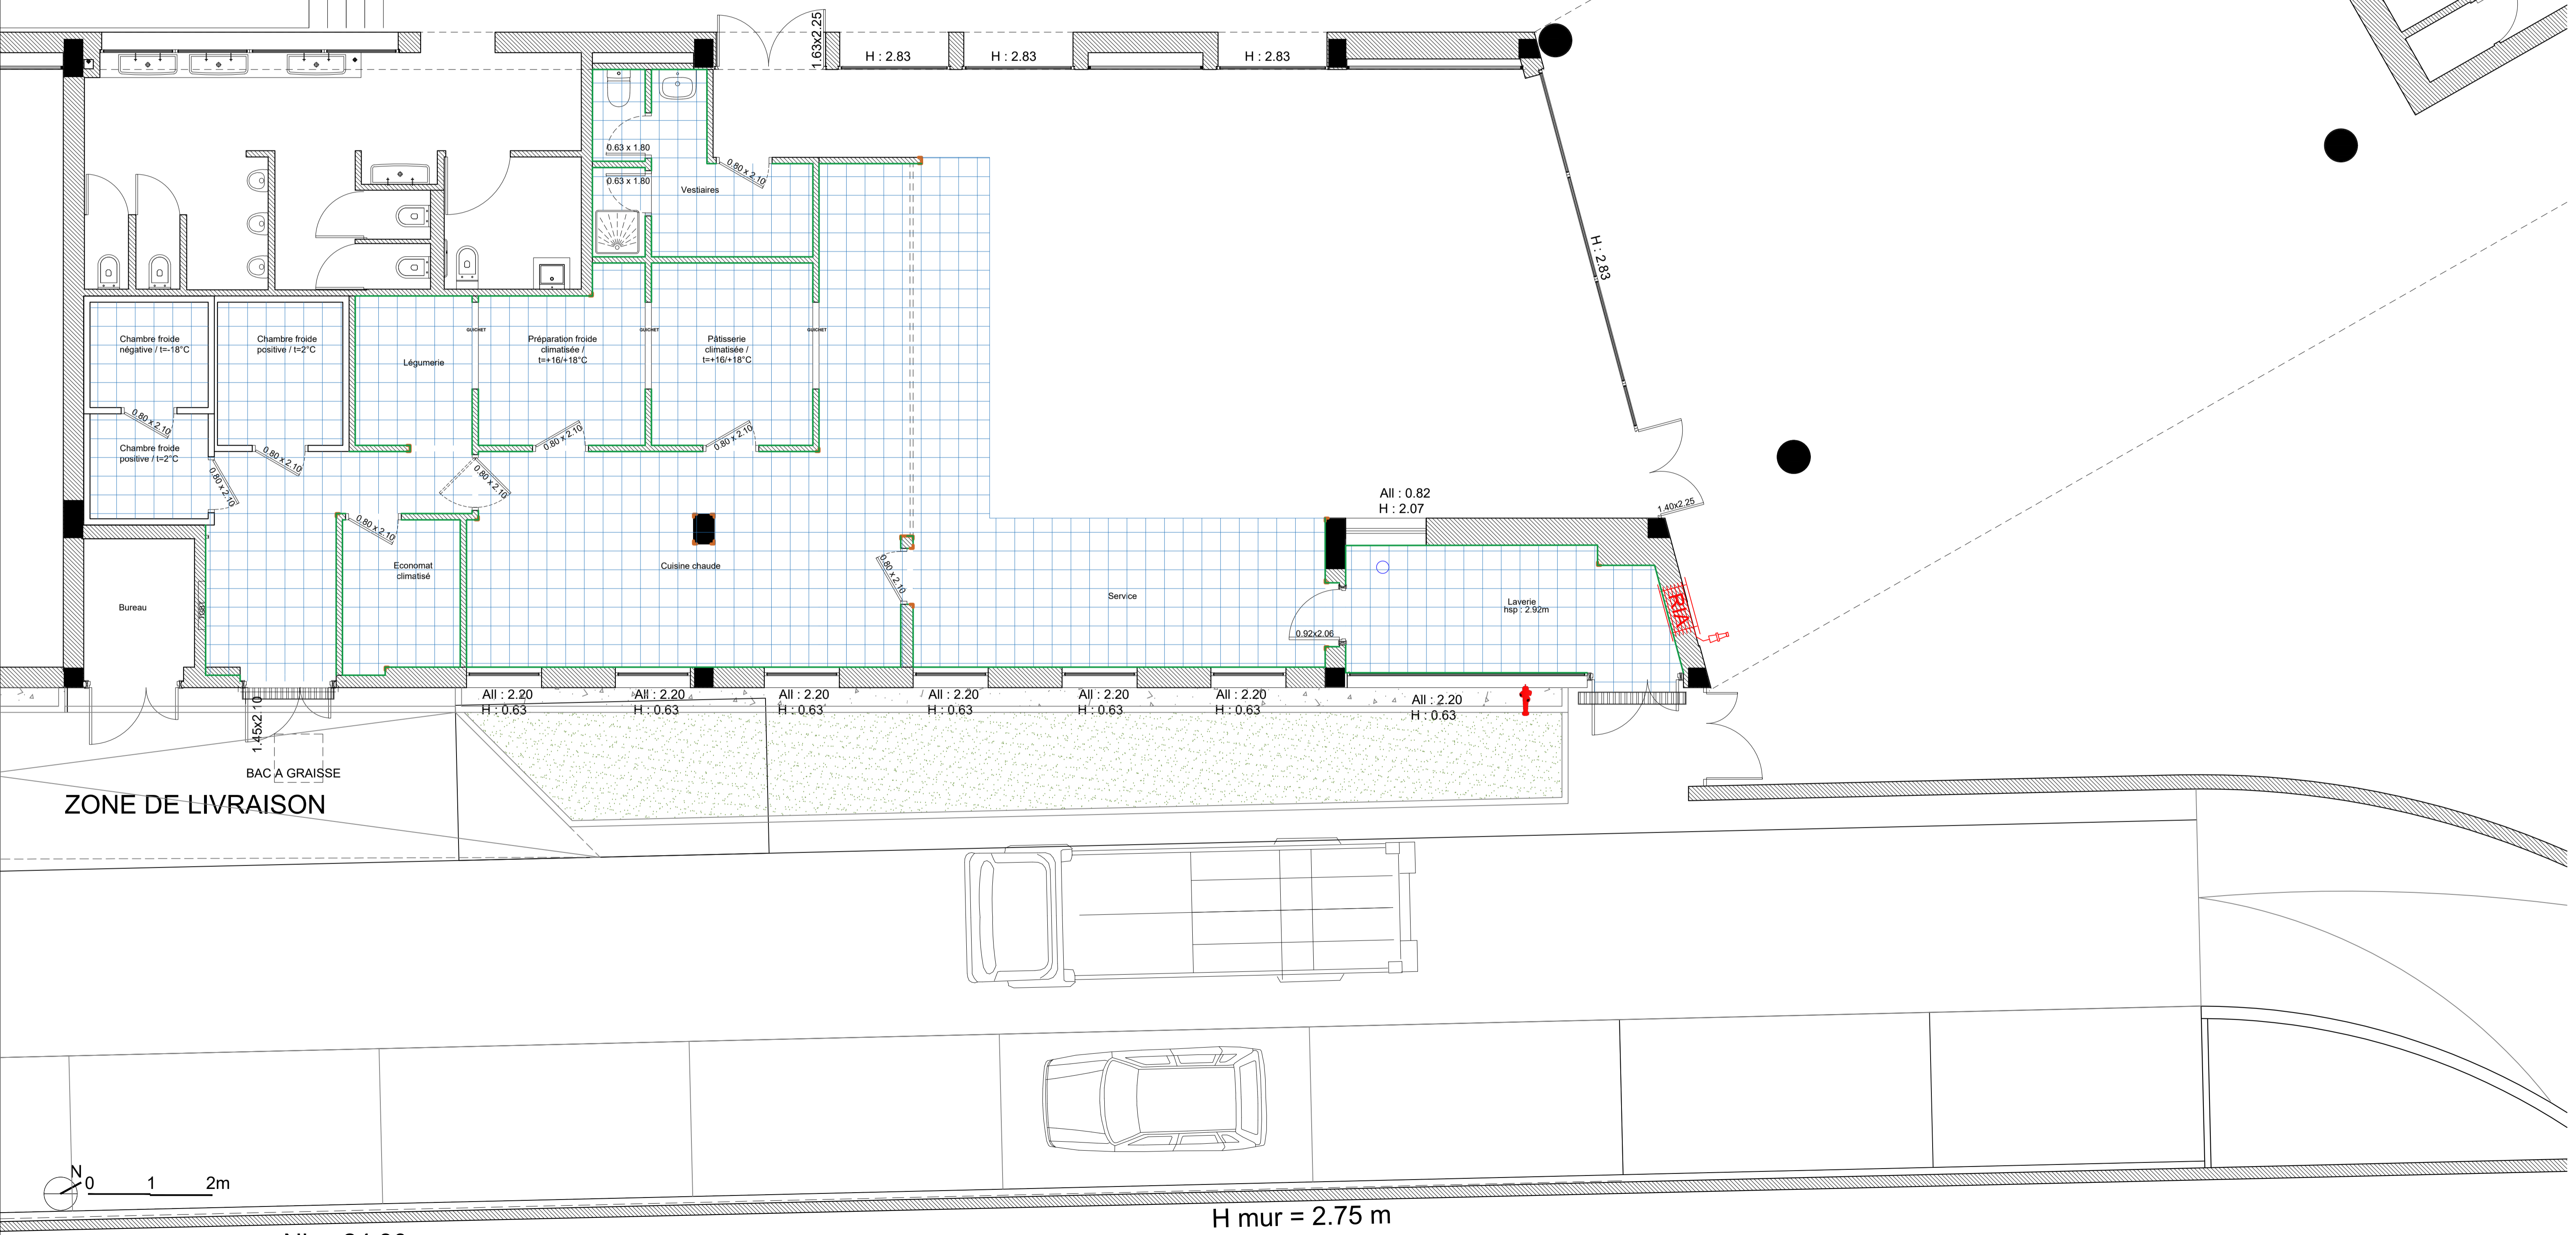 1.63x2.25
H : 2.83
H : 2.83
H : 2.83
0.63 x 1.80
0.63 x 1.80
0.80 x 2.10
Vestiaires
H : 2.83
GUICHET
GUICHET
GUICHET
Chambre froide
négative / t=-18°C
Chambre froide
positive / t=2°C
Légumerie
Préparation froide
climatisée /
t=+16/+18°C
Pâtisserie
climatisée /
t=+16/+18°C
0.80 x 2.10
0.80 x 2.10
0.80 x 2.10
Chambre froide
positive / t=2°C
0.80 x 2.10
0.80 x 2.10
0.80 x 2.10
All : 0.82
H : 2.07
1.40x2.25
0.80 x 2.10
Economat
climatisé
Cuisine chaude
0.80 x 2.10
Service
Laverie
hsp : 2.92m
RIA
Bureau
0.92x2.06
All : 2.20
H : 0.63
All : 2.20
H : 0.63
All : 2.20
H : 0.63
All : 2.20
H : 0.63
All : 2.20
H : 0.63
All : 2.20
H : 0.63
All : 2.20
H : 0.63
1.45x2.10
BAC A GRAISSE
ZONE DE LIVRAISON
N
0 1 2m
H mur = 2.75 m